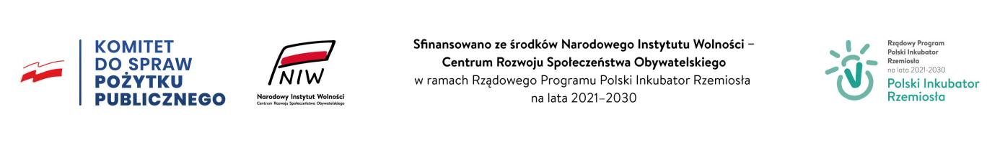 KOMITET
DO SPRAW
POŻYTKU
PUBLICZNEGO
NIW
Narodowy Instytut Wolności
Centrum Rozwoju Społeczeństwa Obywatelskiego
Sfinansowano ze środków Narodowego Instytutu Wolności –
Centrum Rozwoju Społeczeństwa Obywatelskiego
w ramach Rządowego Programu Polski Inkubator Rzemiosła
na lata 2021–2030
Rządowy Program
Polski Inkubator
Rzemiosła
na lata 2021-2030
Polski Inkubator
Rzemiosła